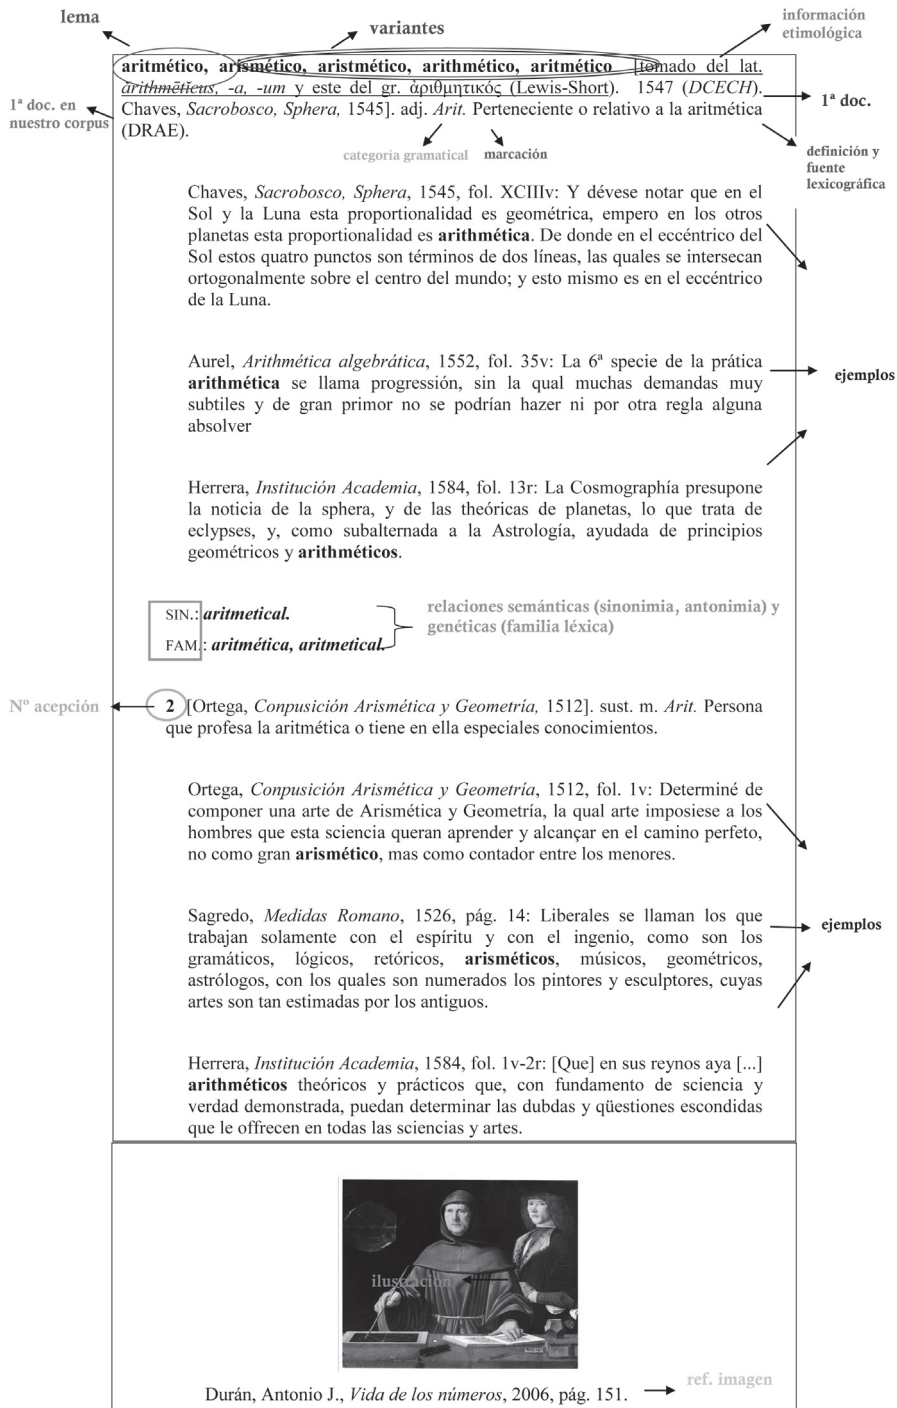 lema
variantes
información
etimológica
aritmético, arismético, aristmético, arithmético, aritmético [tomado del lat.
ărithmētĭcus, -a, -um y este del gr. ἀριθμητικός (Lewis-Short). 1547 (DCECH).
Chaves, Sacrobosco, Sphera, 1545]. adj. Arit. Perteneciente o relativo a la aritmética
(DRAE).
1ª doc. en
nuestro corpus
1ª doc.
categoria gramatical
marcación
definición y
fuente
lexicográfica
Chaves, Sacrobosco, Sphera, 1545, fol. XCIIIv: Y dévese notar que en el
Sol y la Luna esta proportionalidad es geométrica, empero en los otros
planetas esta proportionalidad es arithmética. De donde en el eccéntrico del
Sol estos quatro punctos son términos de dos líneas, las quales se intersecan
ortogonalmente sobre el centro del mundo; y esto mismo es en el eccéntrico
de la Luna.
Aurel, Arithmética algebrática, 1552, fol. 35v: La 6ª specie de la prática
arithmética se llama progressión, sin la qual muchas demandas muy
subtiles y de gran primor no se podrían hazer ni por otra regla alguna
absolver
ejemplos
Herrera, Institución Academia, 1584, fol. 13r: La Cosmographía presupone
la noticia de la sphera, y de las theóricas de planetas, lo que trata de
eclypses, y, como subalternada a la Astrología, ayudada de principios
geométricos y arithméticos.
SIN.: aritmetical.
FAM.: aritmética, aritmetical.
relaciones semánticas (sinonimia, antonimia) y
genéticas (familia léxica)
Nº acepción
2 [Ortega, Conpusición Arismética y Geometría, 1512]. sust. m. Arit. Persona
que profesa la aritmética o tiene en ella especiales conocimientos.
Ortega, Conpusición Arismética y Geometría, 1512, fol. 1v: Determiné de
componer una arte de Arismética y Geometría, la qual arte imposiese a los
hombres que esta sciencia queran aprender y alcançar en el camino perfeto,
no como gran arismético, mas como contador entre los menores.
Sagredo, Medidas Romano, 1526, pág. 14: Liberales se llaman los que
trabajan solamente con el espíritu y con el ingenio, como son los
gramáticos, lógicos, retóricos, arisméticos, músicos, geométricos,
astrólogos, con los quales son numerados los pintores y esculptores, cuyas
artes son tan estimadas por los antiguos.
ejemplos
Herrera, Institución Academia, 1584, fol. 1v-2r: [Que] en sus reynos aya [...]
arithméticos theóricos y prácticos que, con fundamento de sciencia y
verdad demonstrada, puedan determinar las dubdas y qüestiones escondidas
que le offrecen en todas las sciencias y artes.
ilustración
Durán, Antonio J., Vida de los números, 2006, pág. 151.
ref. imagen